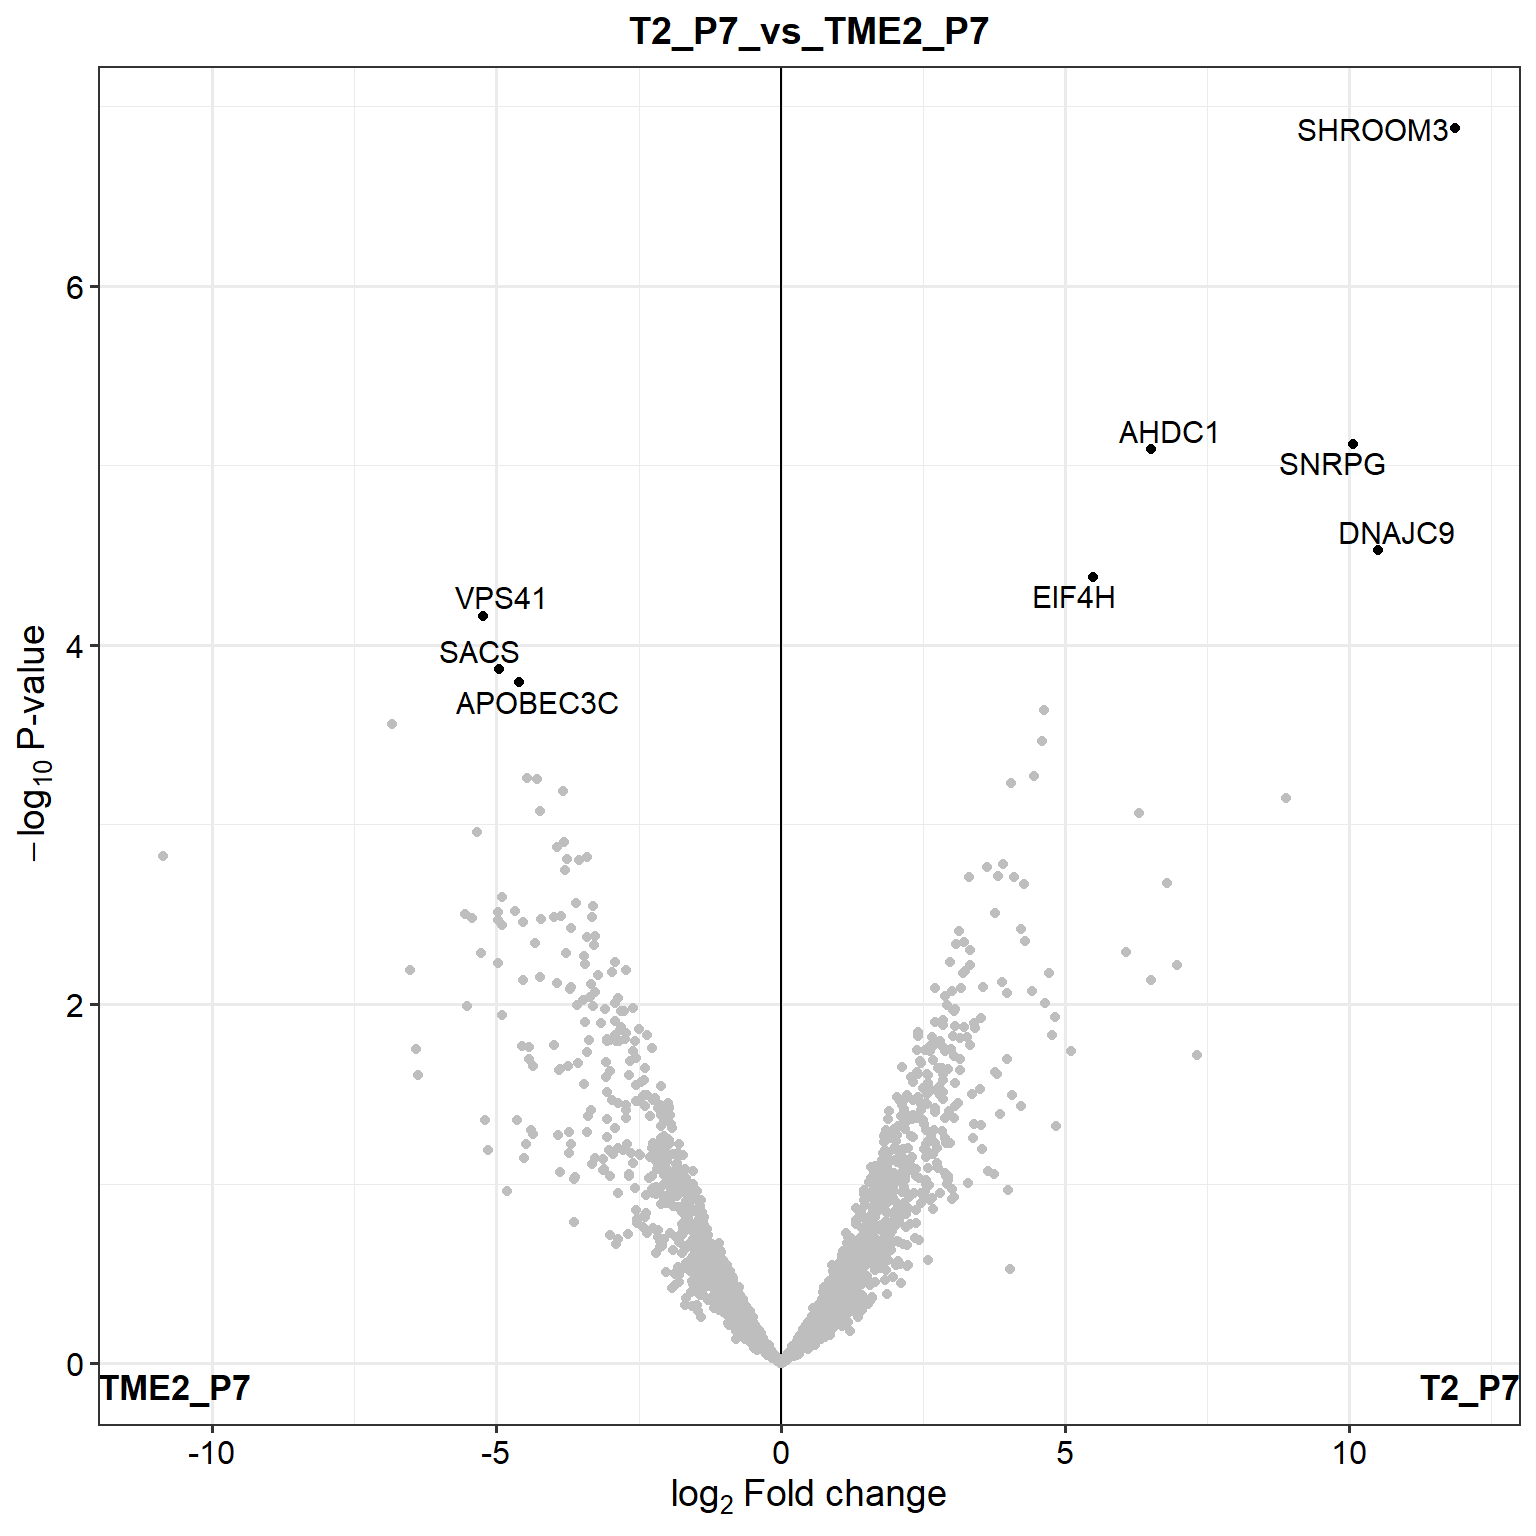 T2_P7_vs_TME2_P7
SHROOM3
6
AHDC1
SNRPG
DNAJC9
EIF4H
VPS41
4
SACS
APOBEC3C
−log10 P-value
2
0
TME2_P7
T2_P7
-10 -5 0 5 10
log2 Fold change